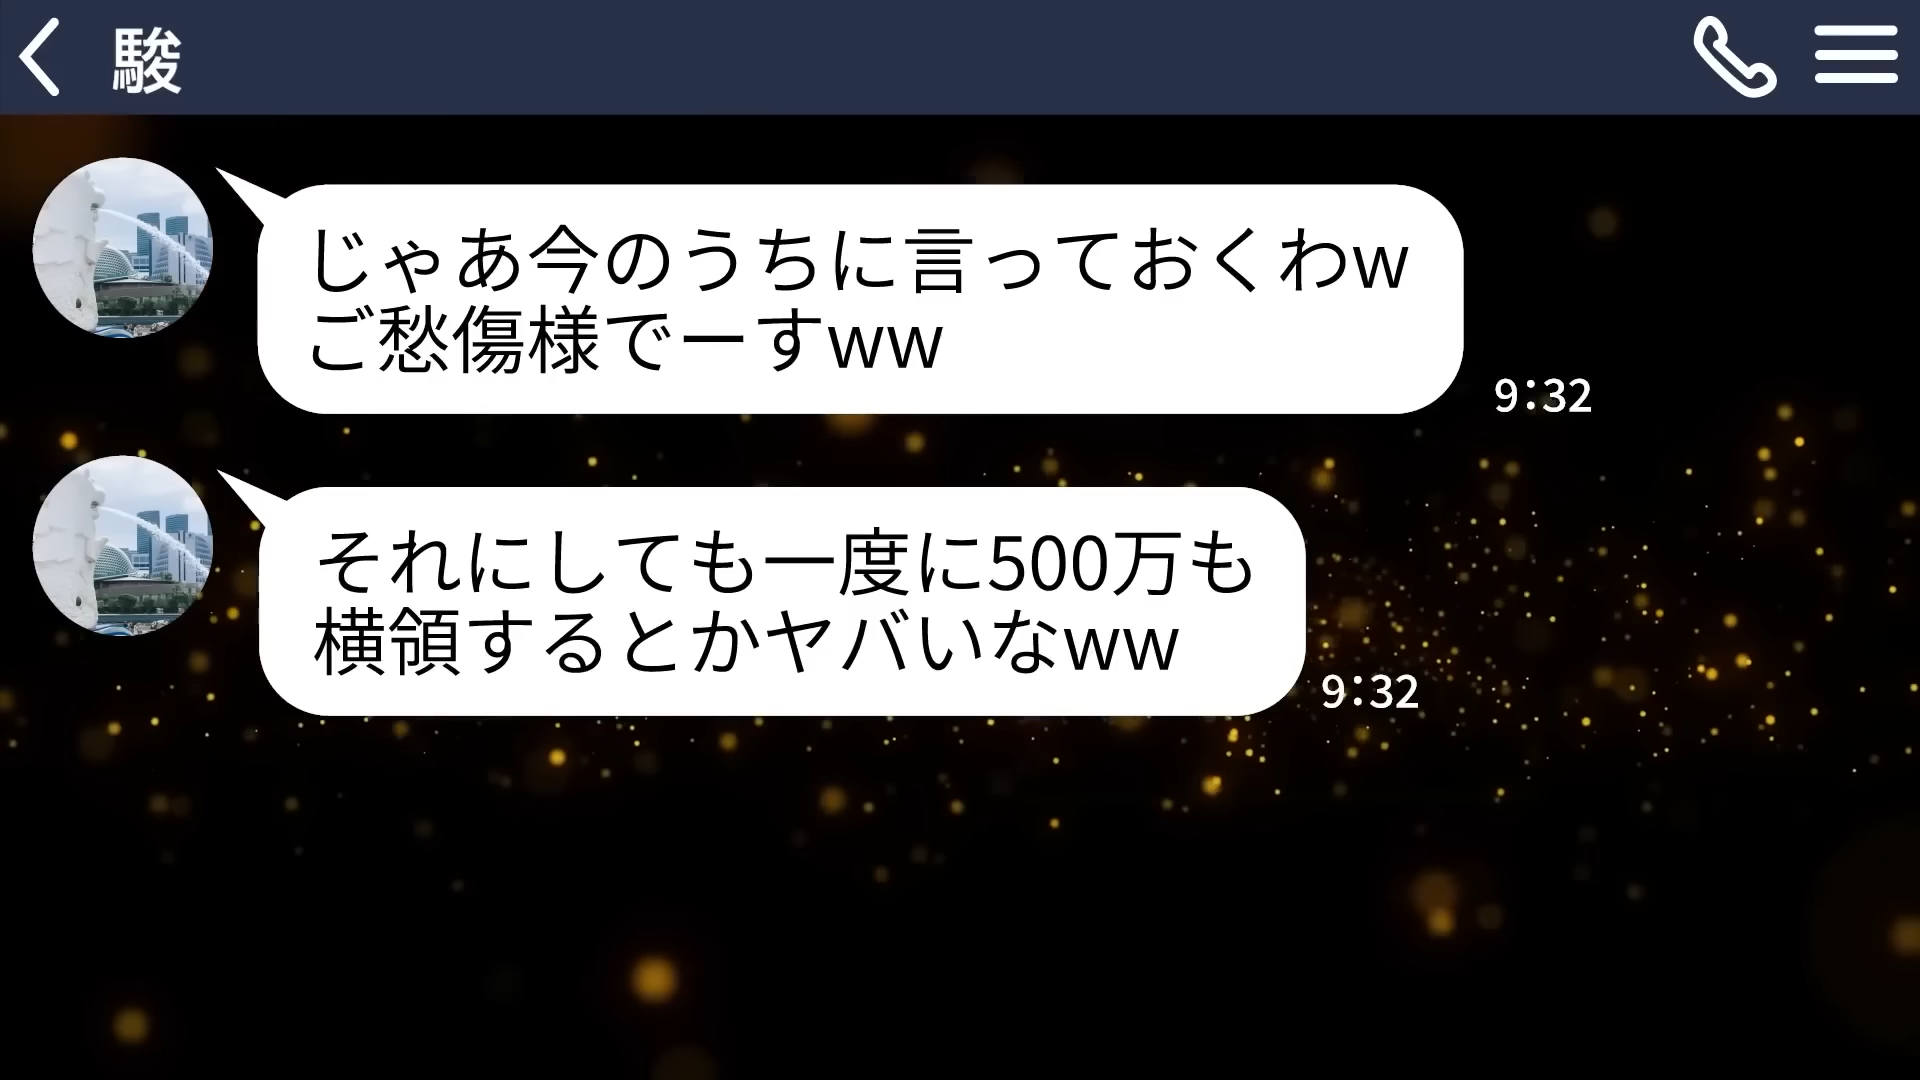 駿
じゃあ今のうちに言っておくわw
ご愁傷様でーすww
9:32
それにしても一度に500万も
横領するとかヤバいなww
9:32